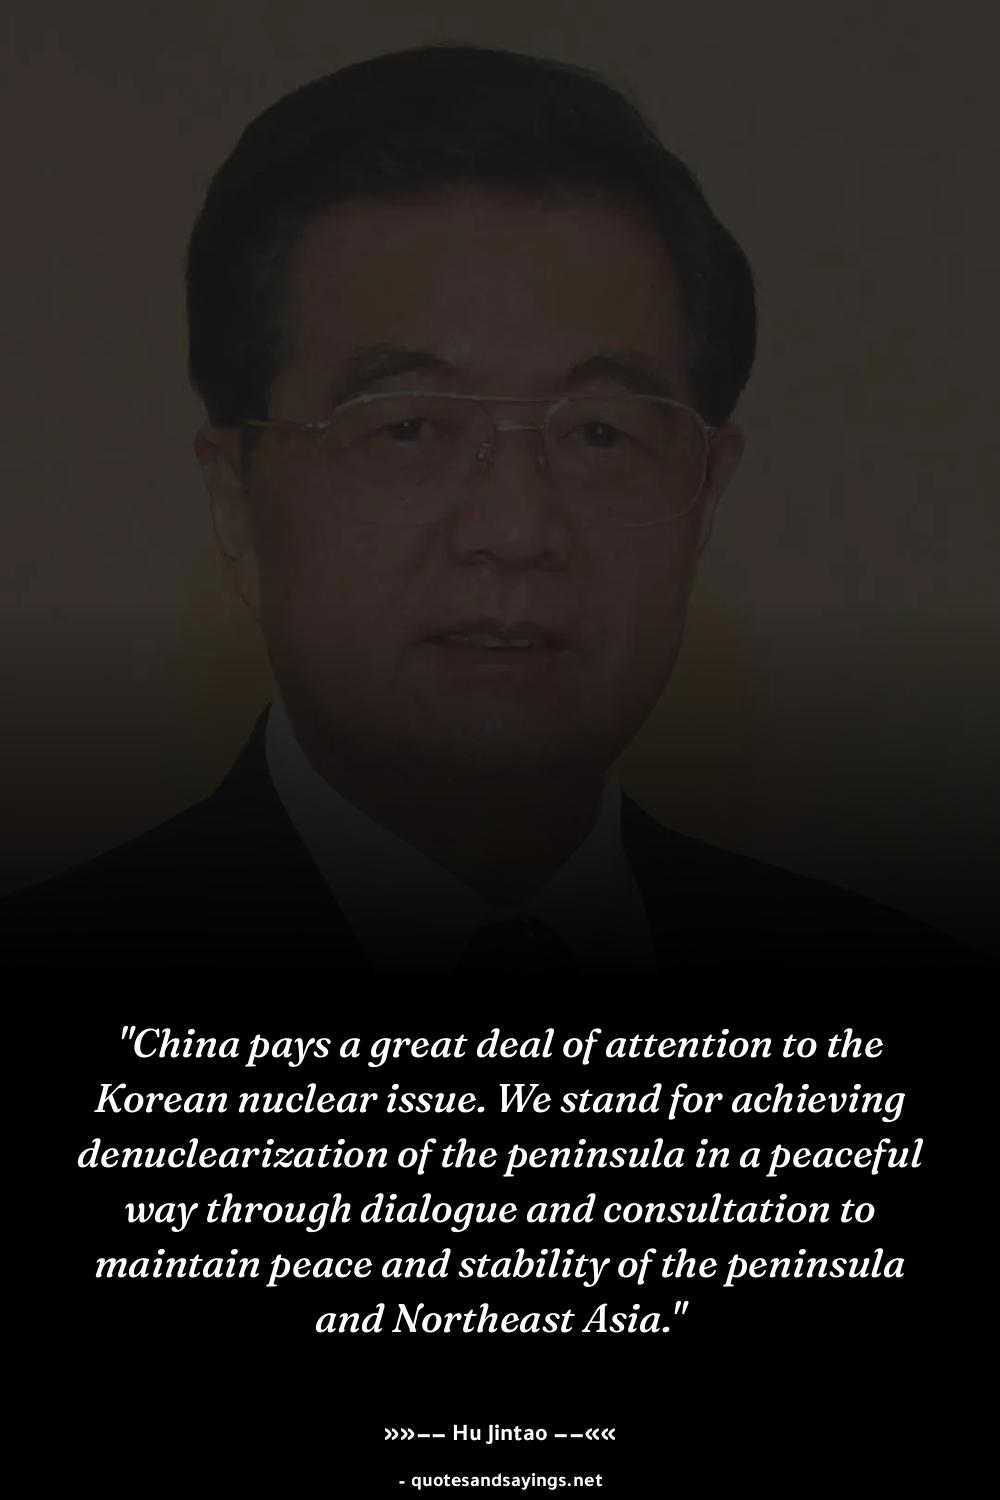 "China pays a great deal of attention to the
Korean nuclear issue. We stand for achieving
denuclearization of the peninsula in a peaceful
way through dialogue and consultation to
maintain peace and stability of the peninsula
and Northeast Asia."
»»−− Hu Jintao −−««
- quotesandsayings.net